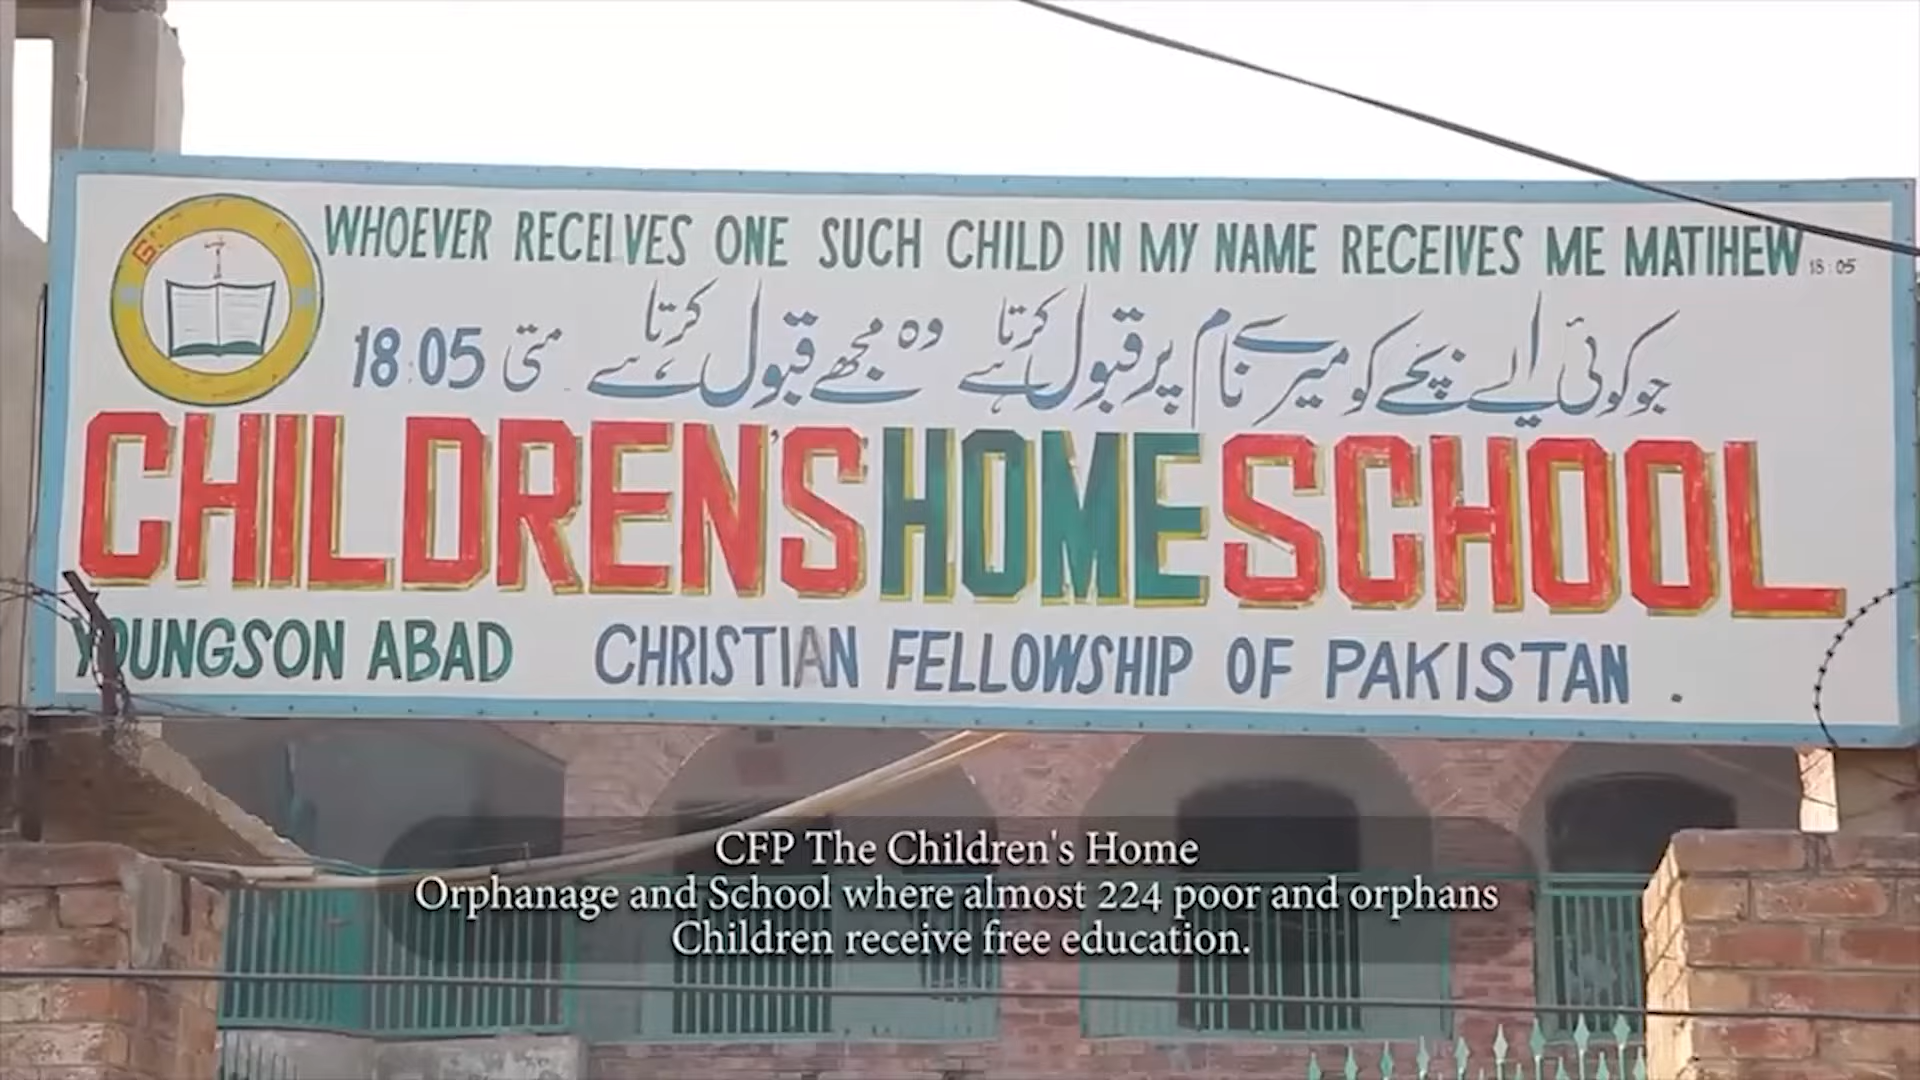 G.
WHOEVER RECEIVES ONE SUCH CHILD IN MY NAME RECEIVES ME MATIHEW 18:05
جو کوئی ایسے بچے کو میرے نام پر قبول کرتا ہے وہ مجھے قبول کرتا ہے متی 18:05
CHILDREN'S HOME SCHOOL
YOUNGSON ABAD CHRISTIAN FELLOWSHIP OF PAKISTAN .
CFP The Children's Home
Orphanage and School where almost 224 poor and orphans
Children receive free education.